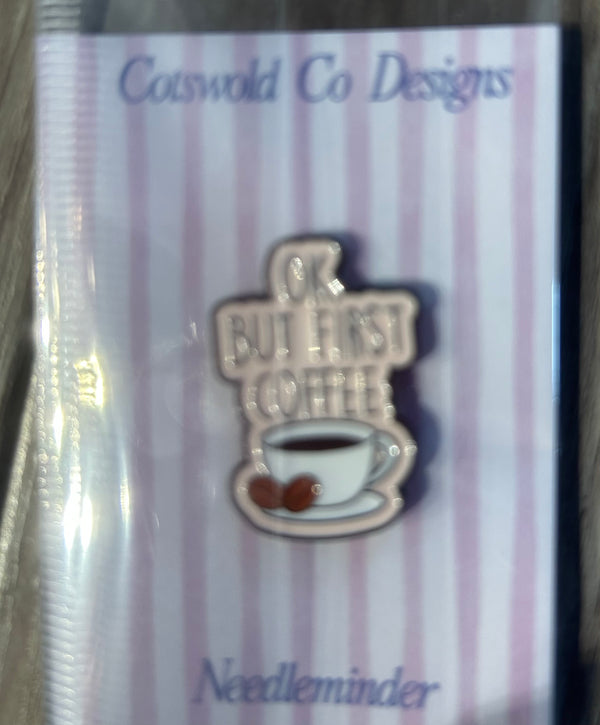 Cotswold Co Designs
OK,
BUT FIRST
COFFEE
Needleminder